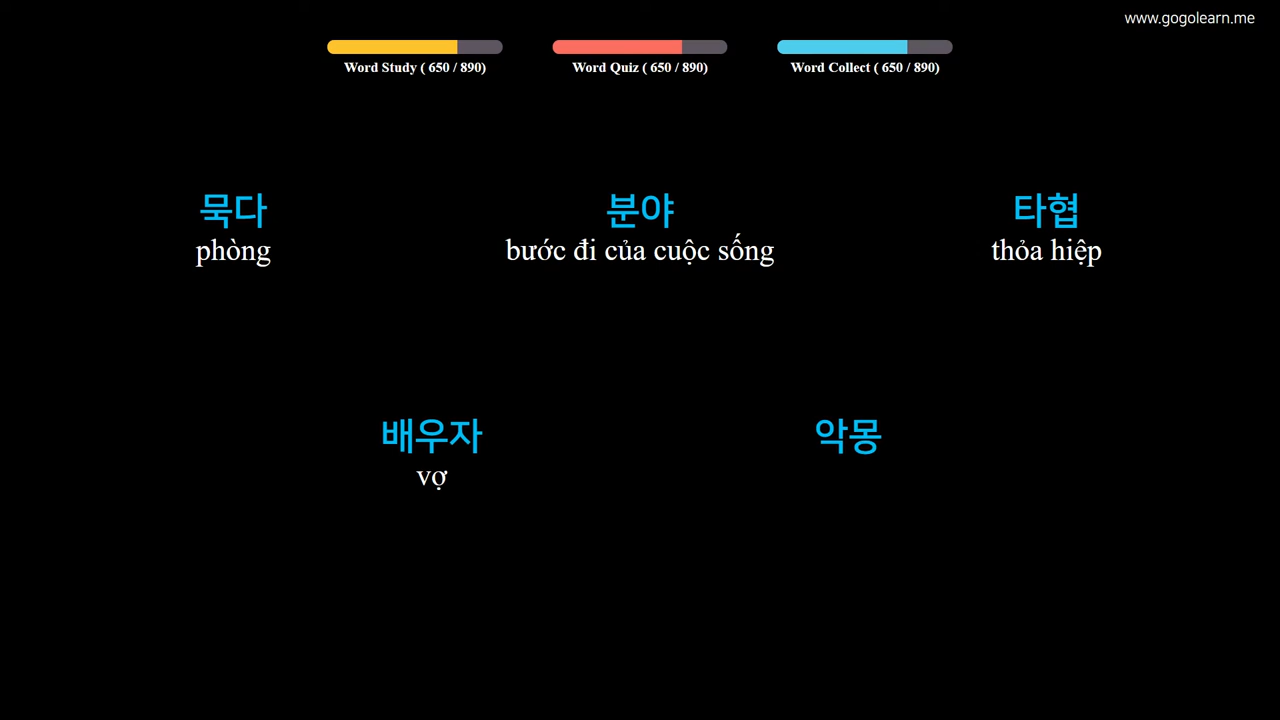 www.gogolearn.me
Word Study ( 650 / 890)
Word Quiz ( 650 / 890)
Word Collect ( 650 / 890)
묵다
phòng
분야
bước đi của cuộc sống
타협
thỏa hiệp
배우자
vợ
악몽